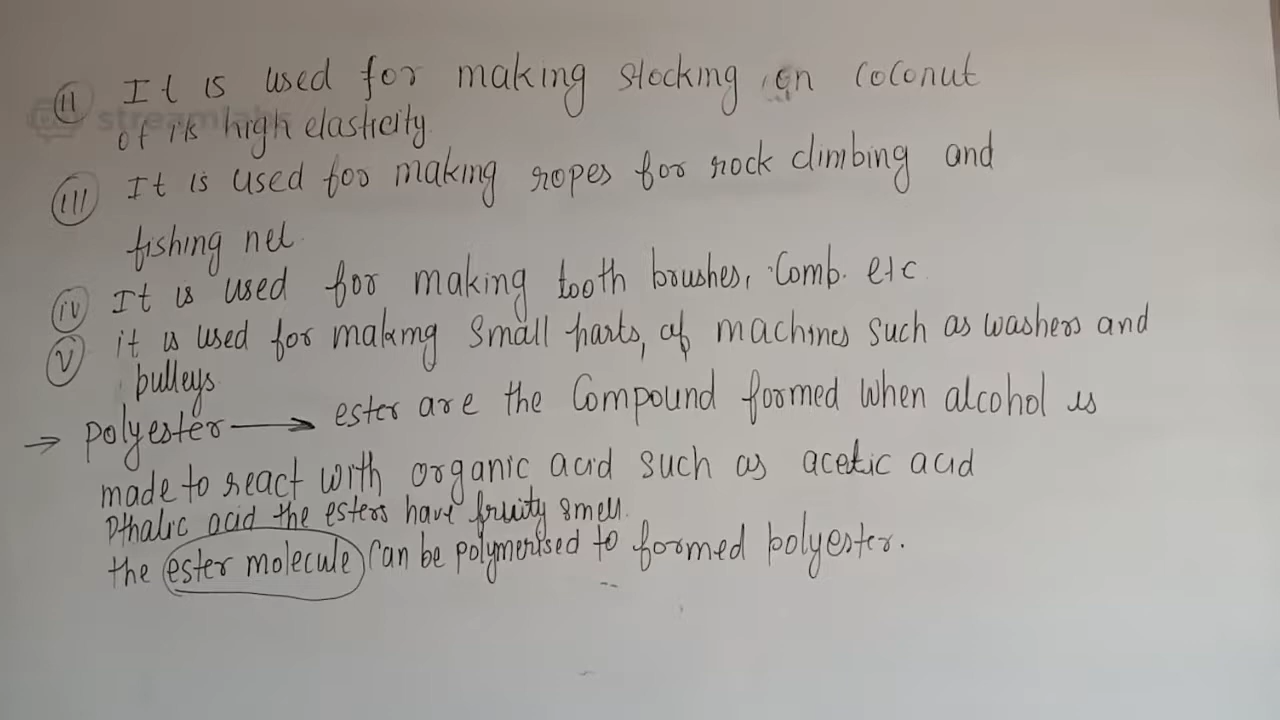 (ii) It is used for making stocking on coconut
of its high elasticity.
(iii) It is used for making ropes for rock climbing and
fishing net.
(iv) It is used for making tooth brushes, Comb. etc
(v) it is used for making small parts, of machines such as washers and
pulleys.
→ polyester → ester are the Compound formed when alcohol is
made to react with organic acid such as acetic acid
Pthalic acid the esters have fruity smell.
the ester molecule can be polymerised to formed polyester.
streamlabs